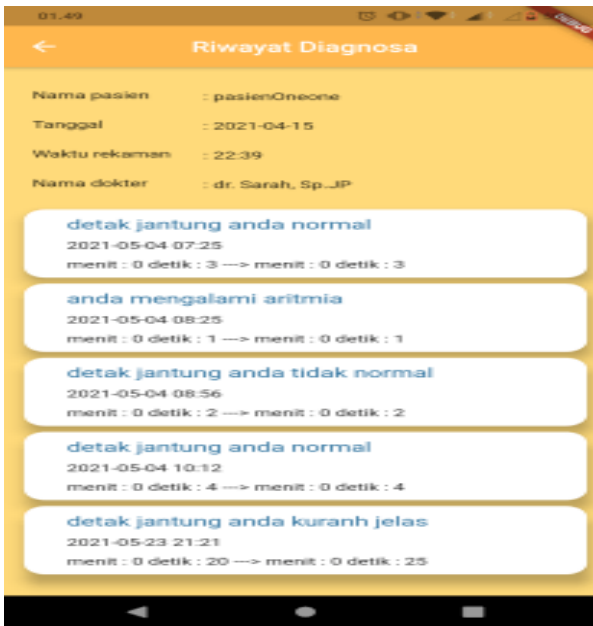 01.49
DEBUG
Riwayat Diagnosa
Nama pasien : pasienOneone
Tanggal : 2021-04-15
Waktu rekaman : 22:39
Nama dokter : dr. Sarah, Sp.JP
detak jantung anda normal
2021-05-04 07:25
menit : 0 detik : 3 ---> menit : 0 detik : 3
anda mengalami aritmia
2021-05-04 08:25
menit : 0 detik : 1 ---> menit : 0 detik : 1
detak jantung anda tidak normal
2021-05-04 08:56
menit : 0 detik : 2 ---> menit : 0 detik : 2
detak jantung anda normal
2021-05-04 10:12
menit : 0 detik : 4 ---> menit : 0 detik : 4
detak jantung anda kuranh jelas
2021-05-23 21:21
menit : 0 detik : 20 ---> menit : 0 detik : 25